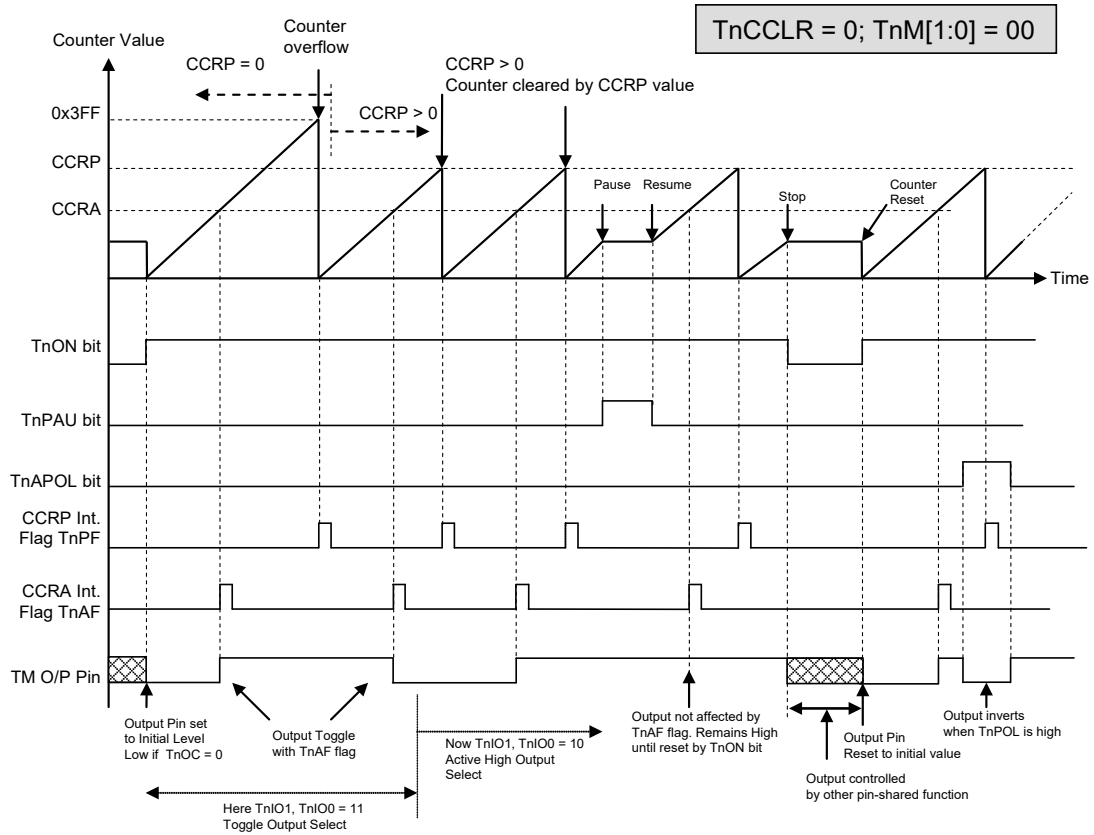 TnCCLR = 0; TnM[1:0] = 00
Counter Value
Counter
overflow
CCRP = 0
CCRP > 0
CCRP > 0
Counter cleared by CCRP value
0x3FF
CCRP
CCRA
Pause
Resume
Stop
Counter
Reset
Time
TnON bit
TnPAU bit
TnAPOL bit
CCRP Int.
Flag TnPF
CCRA Int.
Flag TnAF
TM O/P Pin
Output Pin set
to Initial Level
Low if TnOC = 0
Output Toggle
with TnAF flag
Here TnIO1, TnIO0 = 11
Toggle Output Select
Now TnIO1, TnIO0 = 10
Active High Output
Select
Output not affected by
TnAF flag. Remains High
until reset by TnON bit
Output Pin
Reset to initial value
Output controlled
by other pin-shared function
Output inverts
when TnPOL is high